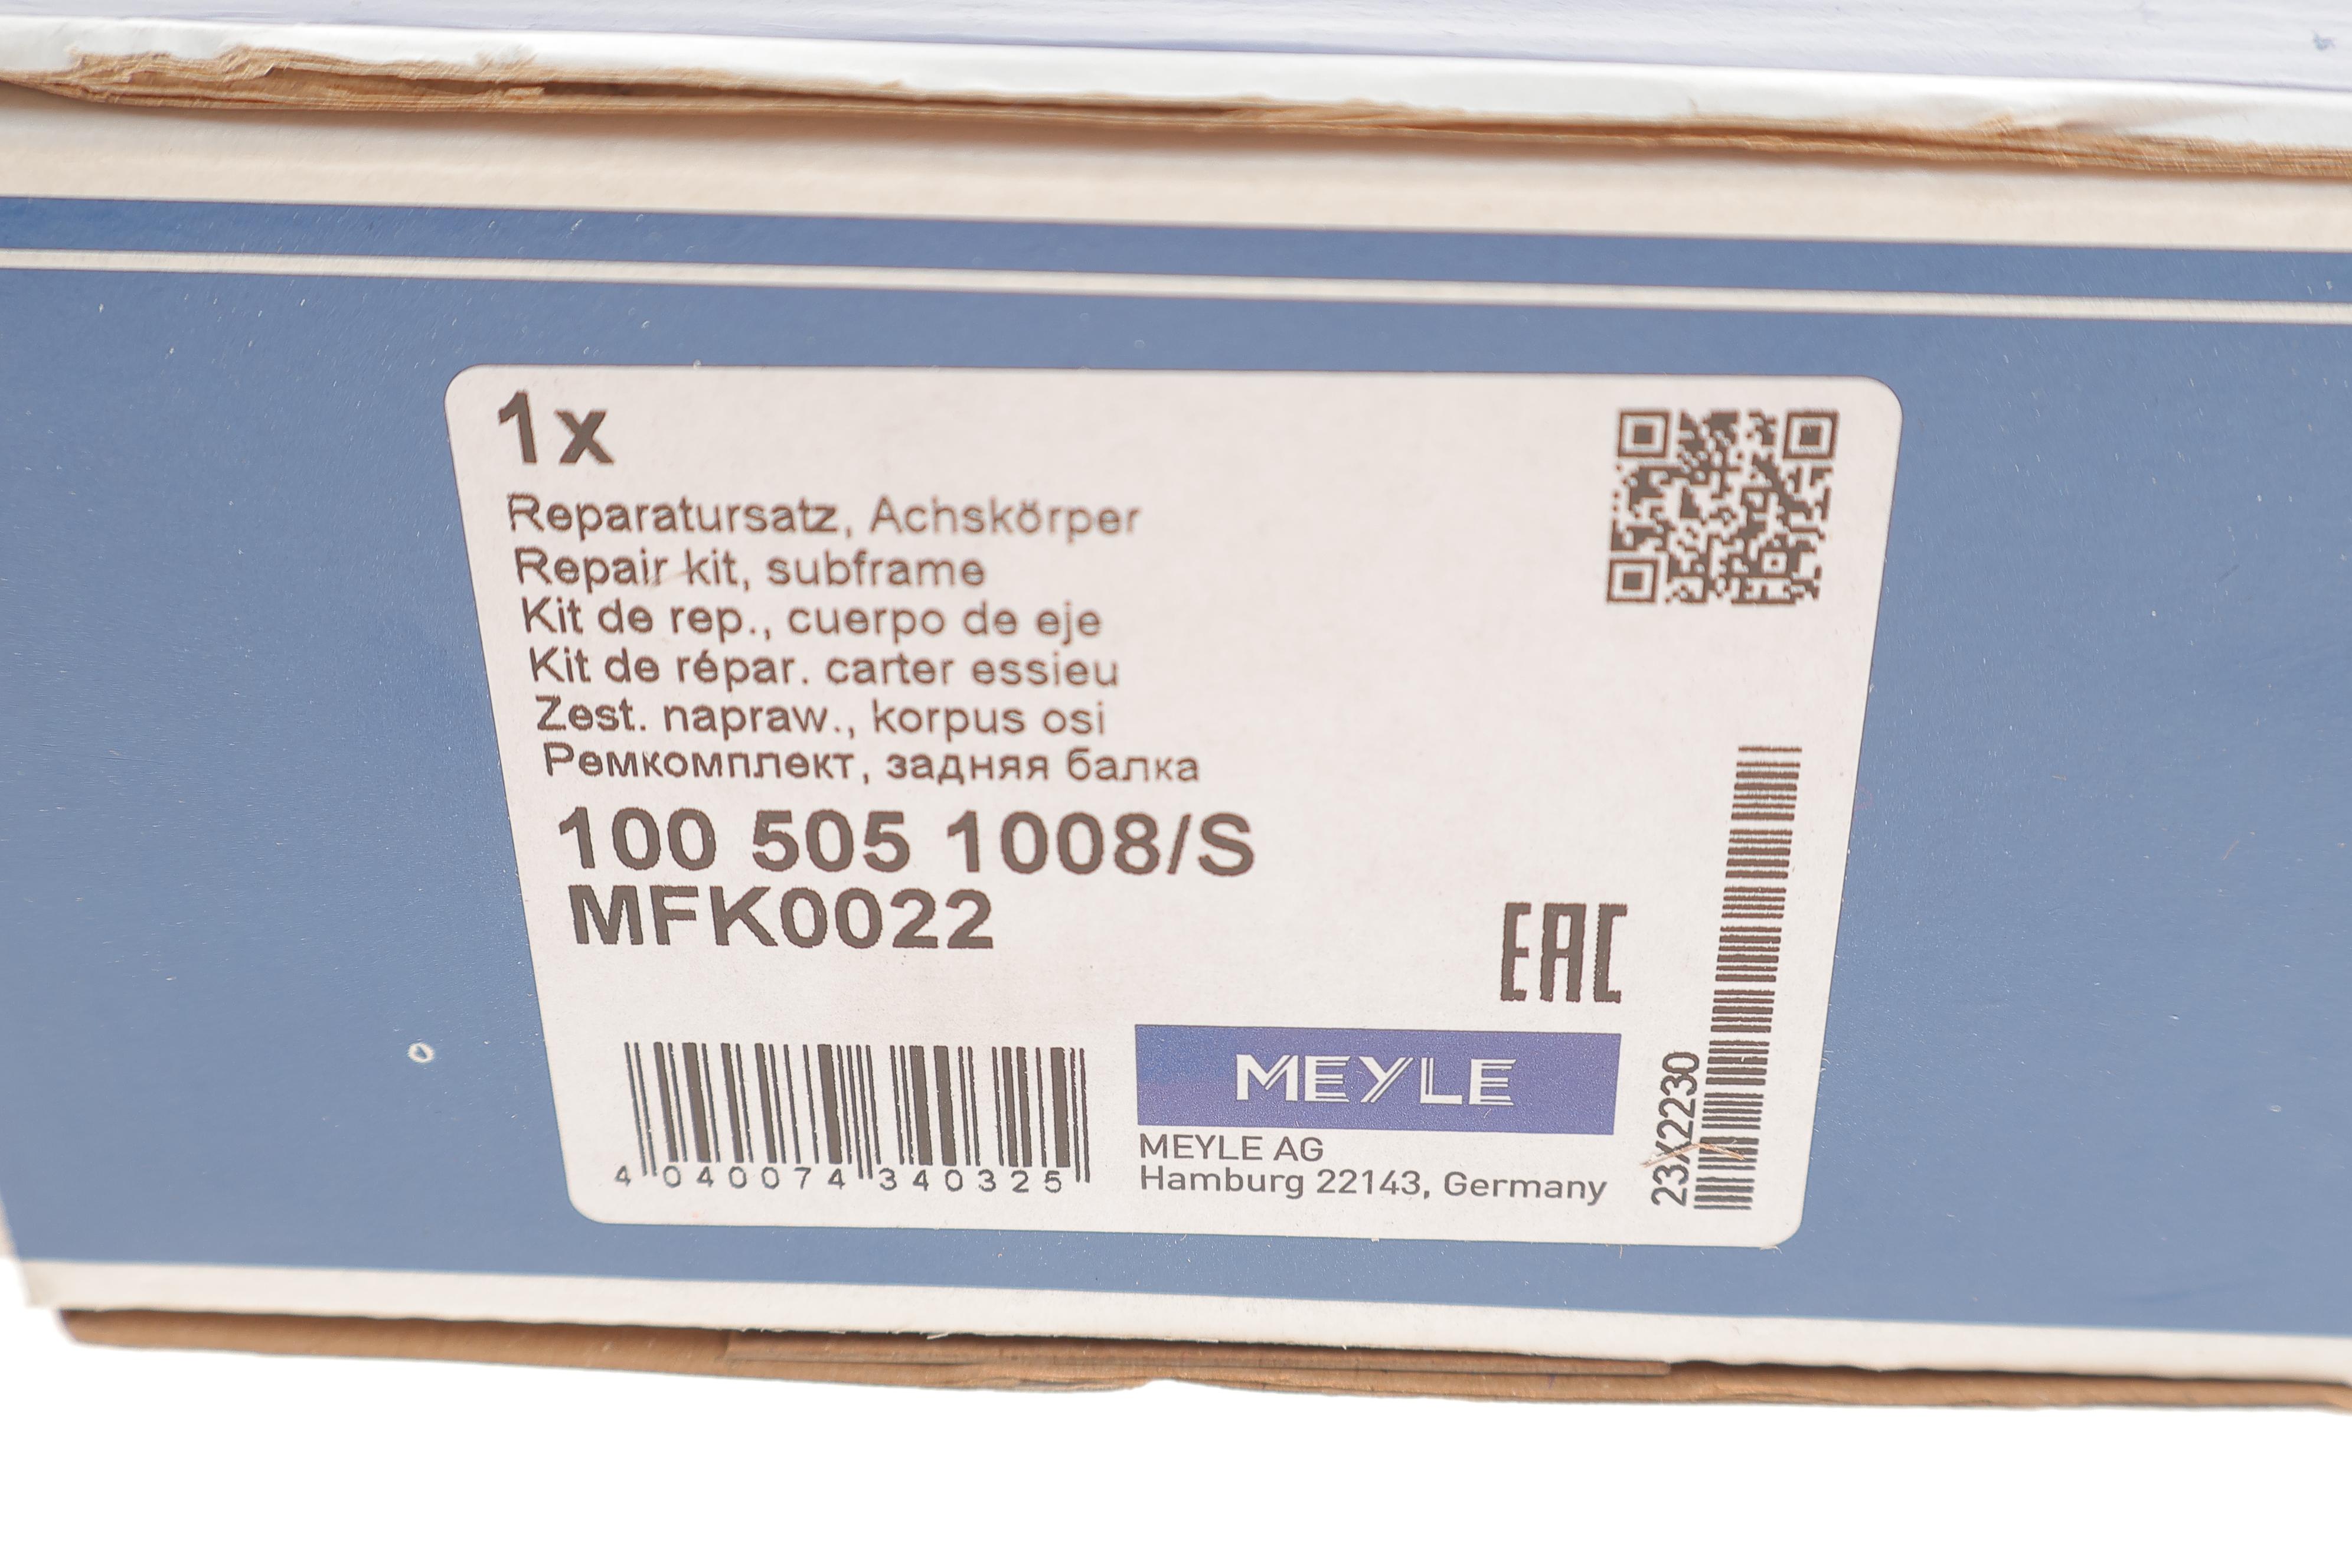 1x
Reparatursatz, Achskörper
Repair kit, subframe
Kit de rep., cuerpo de eje
Kit de répar. carter essieu
Zest. napraw., korpus osi
Ремкомплект, задняя балка
100 505 1008/S
MFK0022
EAC
4 040074 340325
MEYLE
MEYLE AG
Hamburg 22143, Germany
23X2230